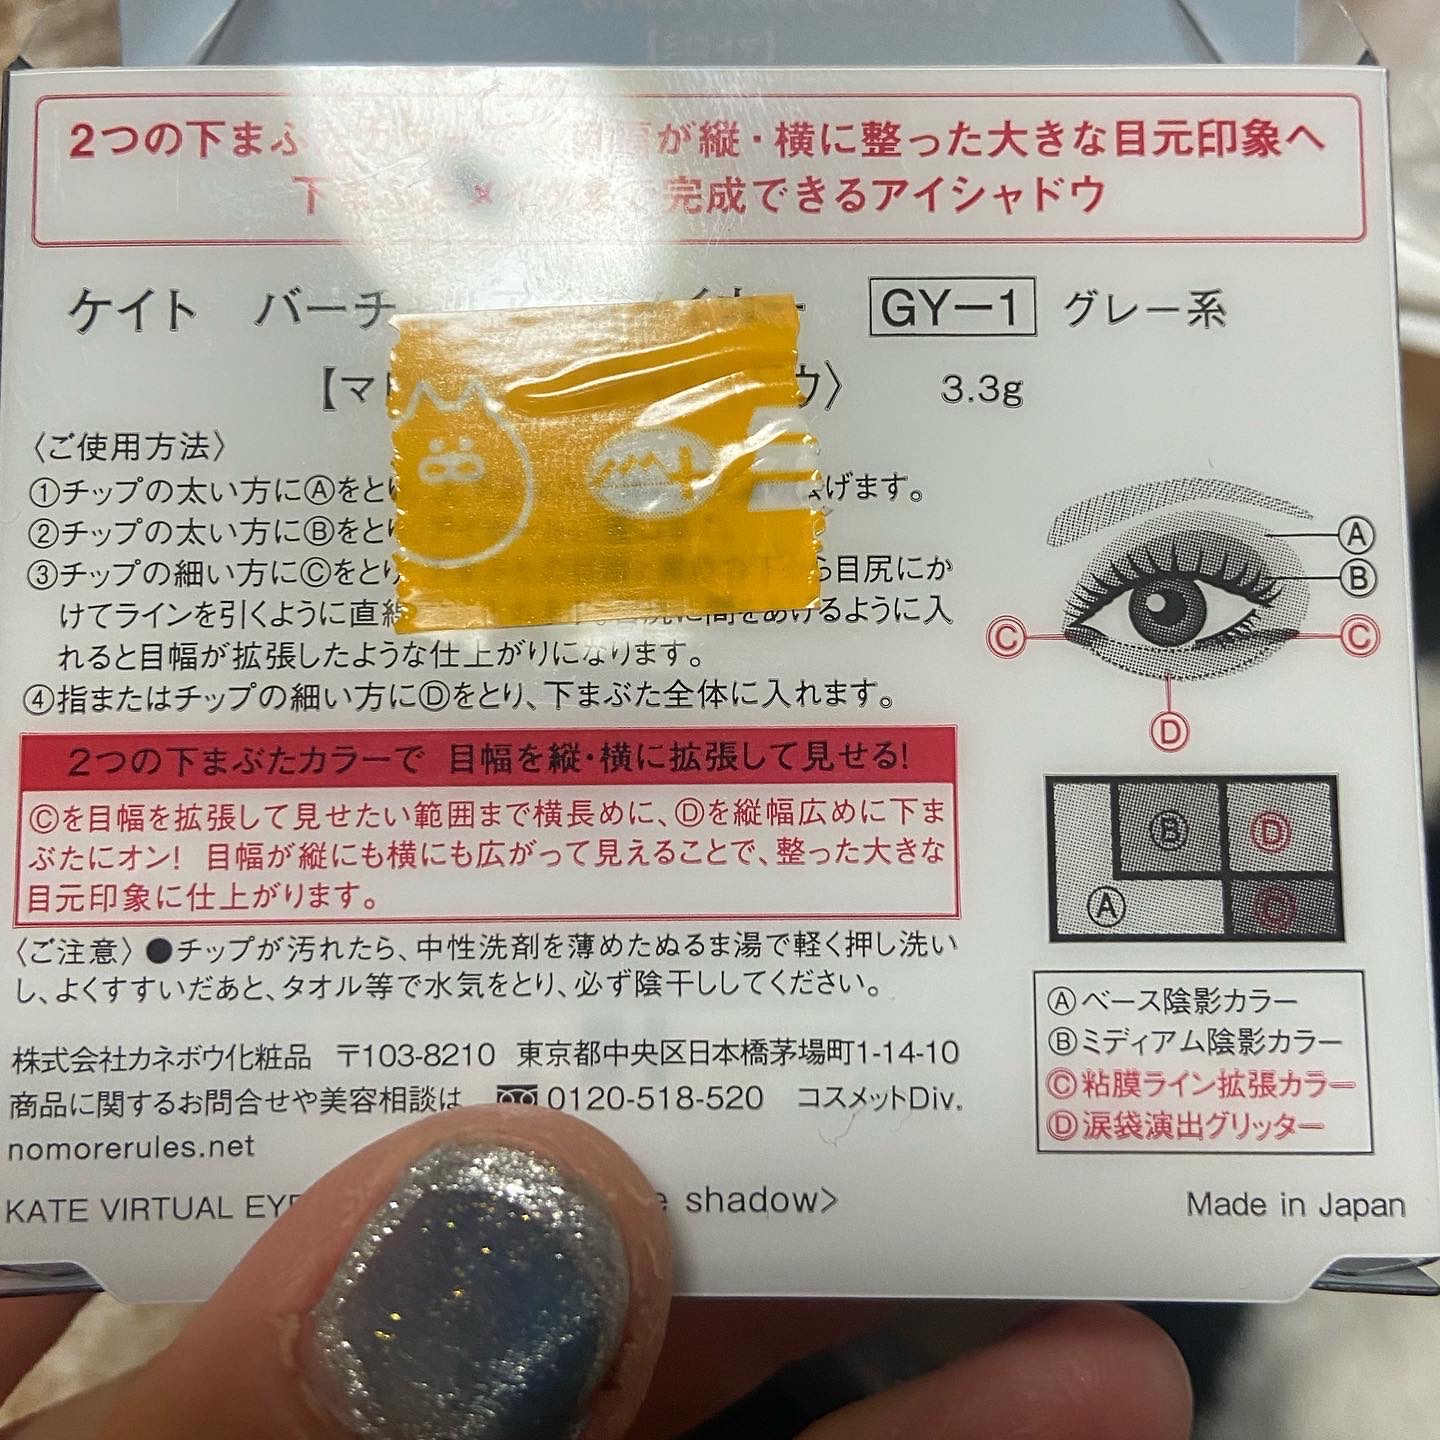 2つの下まぶ 目幅が縦・横に整った大きな目元印象へ
完成できるアイシャドウ
ケイト バーチ GY-1 グレー系
【マ 〉 3.3g
〈ご使用方法〉
①チップの太い方にⒶをと げます。
②チップの太い方にⒷをと
③チップの細い方にⒸをとり ら目尻にか
けてラインを引くように直線 間をあけるように入
れると目幅が拡張したような仕上がりになります。
④指またはチップの細い方にⒹをとり、下まぶた全体に入れます。
Ⓐ
Ⓑ
Ⓒ Ⓒ
Ⓓ
2つの下まぶたカラーで 目幅を縦・横に拡張して見せる!
Ⓒを目幅を拡張して見せたい範囲まで横長めに、Ⓓを縦幅広めに下ま
ぶたにオン! 目幅が縦にも横にも広がって見えることで、整った大きな
目元印象に仕上がります。
Ⓑ Ⓓ
Ⓐ Ⓒ
〈ご注意〉●チップが汚れたら、中性洗剤を薄めたぬるま湯で軽く押し洗い
し、よくすすいだあと、タオル等で水気をとり、必ず陰干ししてください。
Ⓐベース陰影カラー
Ⓑミディアム陰影カラー
Ⓒ粘膜ライン拡張カラー
Ⓓ涙袋演出グリッター
株式会社カネボウ化粧品 〒103-8210 東京都中央区日本橋茅場町1-14-10
商品に関するお問合せや美容相談は 0120-518-520 コスメットDiv.
nomorerules.net
KATE VIRTUAL EYE shadow>
Made in Japan